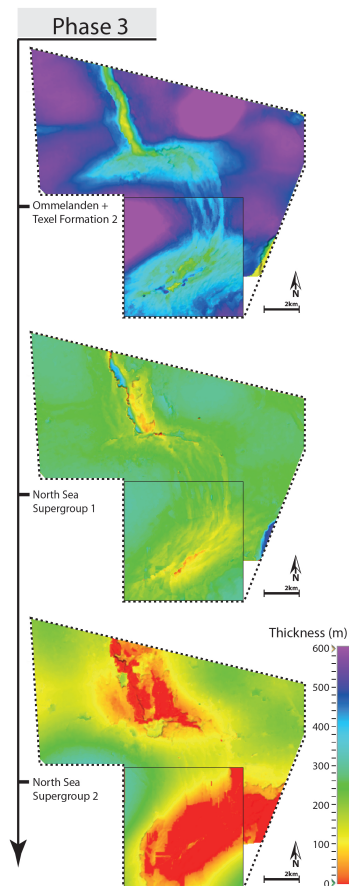 Phase 3
Ommelanden +
Texel Formation 2
N
2km
North Sea
Supergroup 1
N
2km
Thickness (m)
600
500
400
300
200
100
0
North Sea
Supergroup 2
N
2km